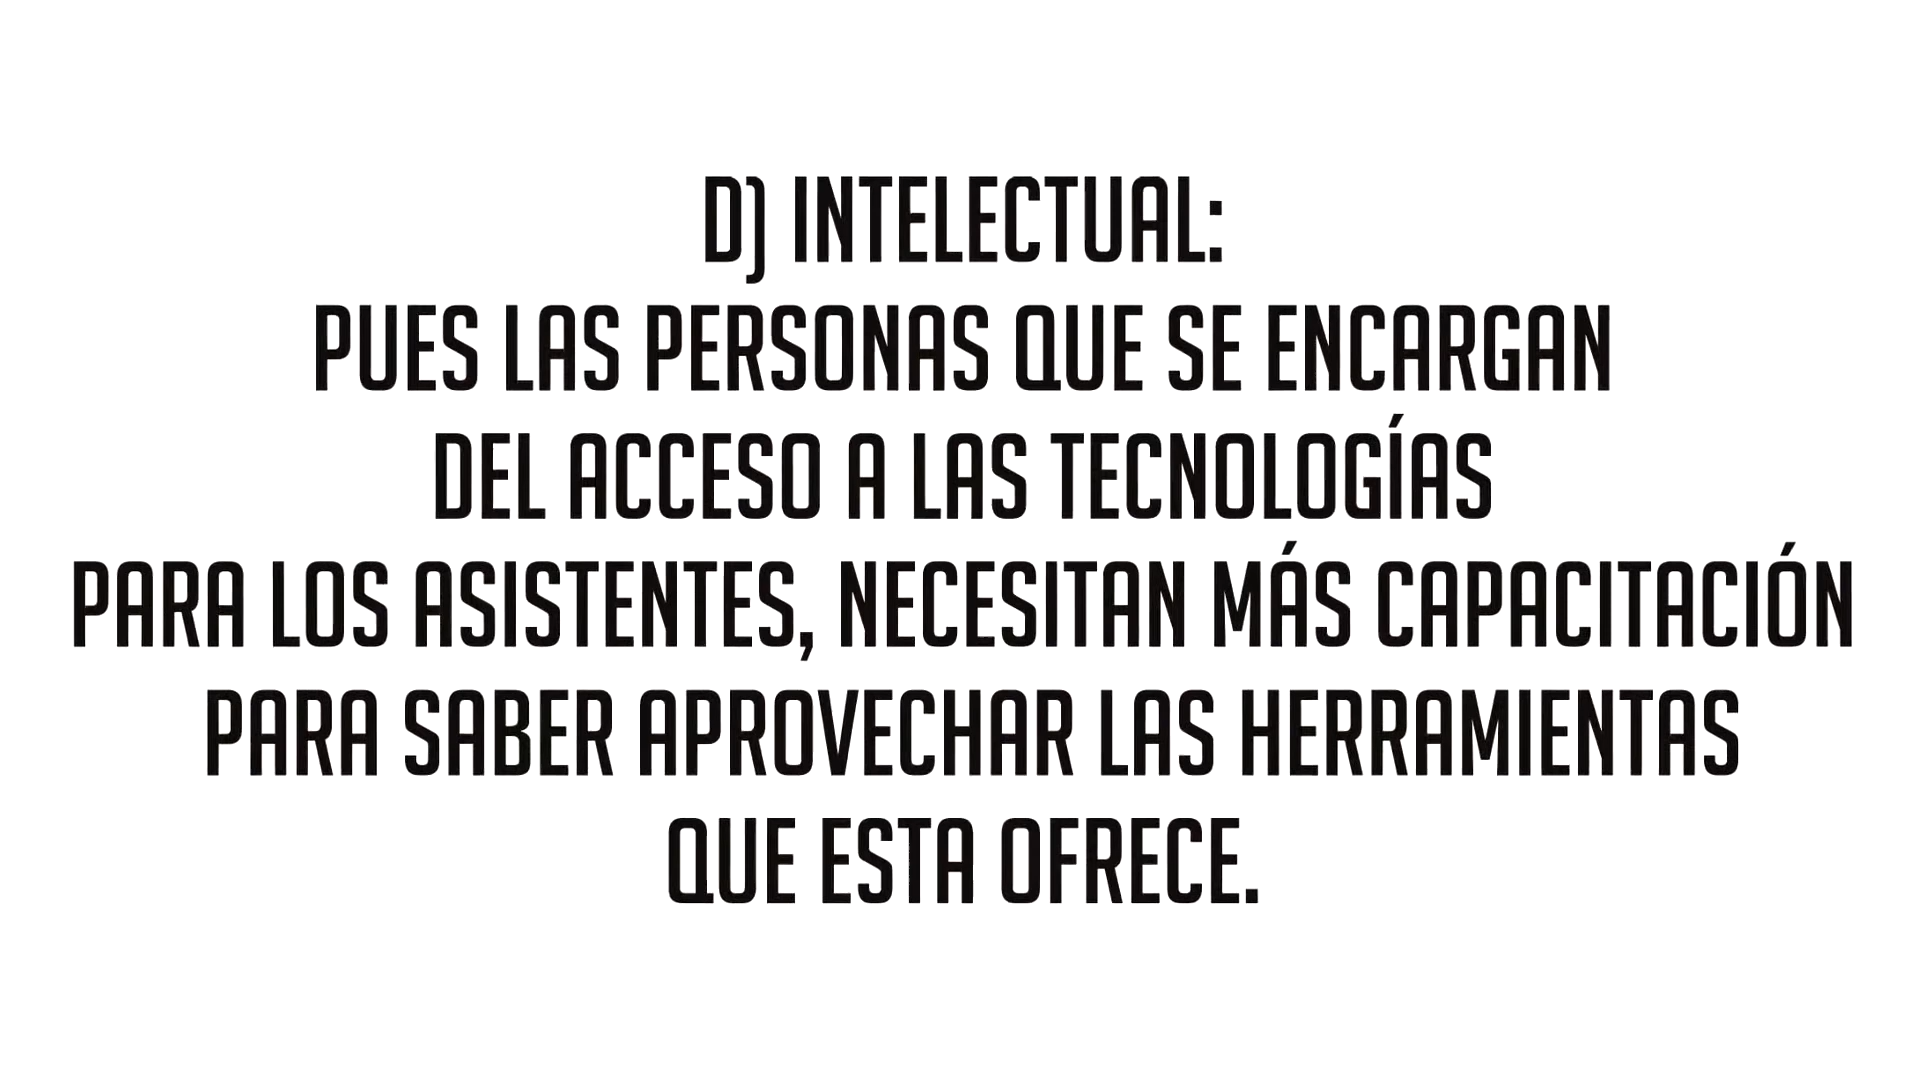 D) INTELECTUAL:
PUES LAS PERSONAS QUE SE ENCARGAN
DEL ACCESO A LAS TECNOLOGÍAS
PARA LOS ASISTENTES, NECESITAN MÁS CAPACITACIÓN
PARA SABER APROVECHAR LAS HERRAMIENTAS
QUE ESTA OFRECE.